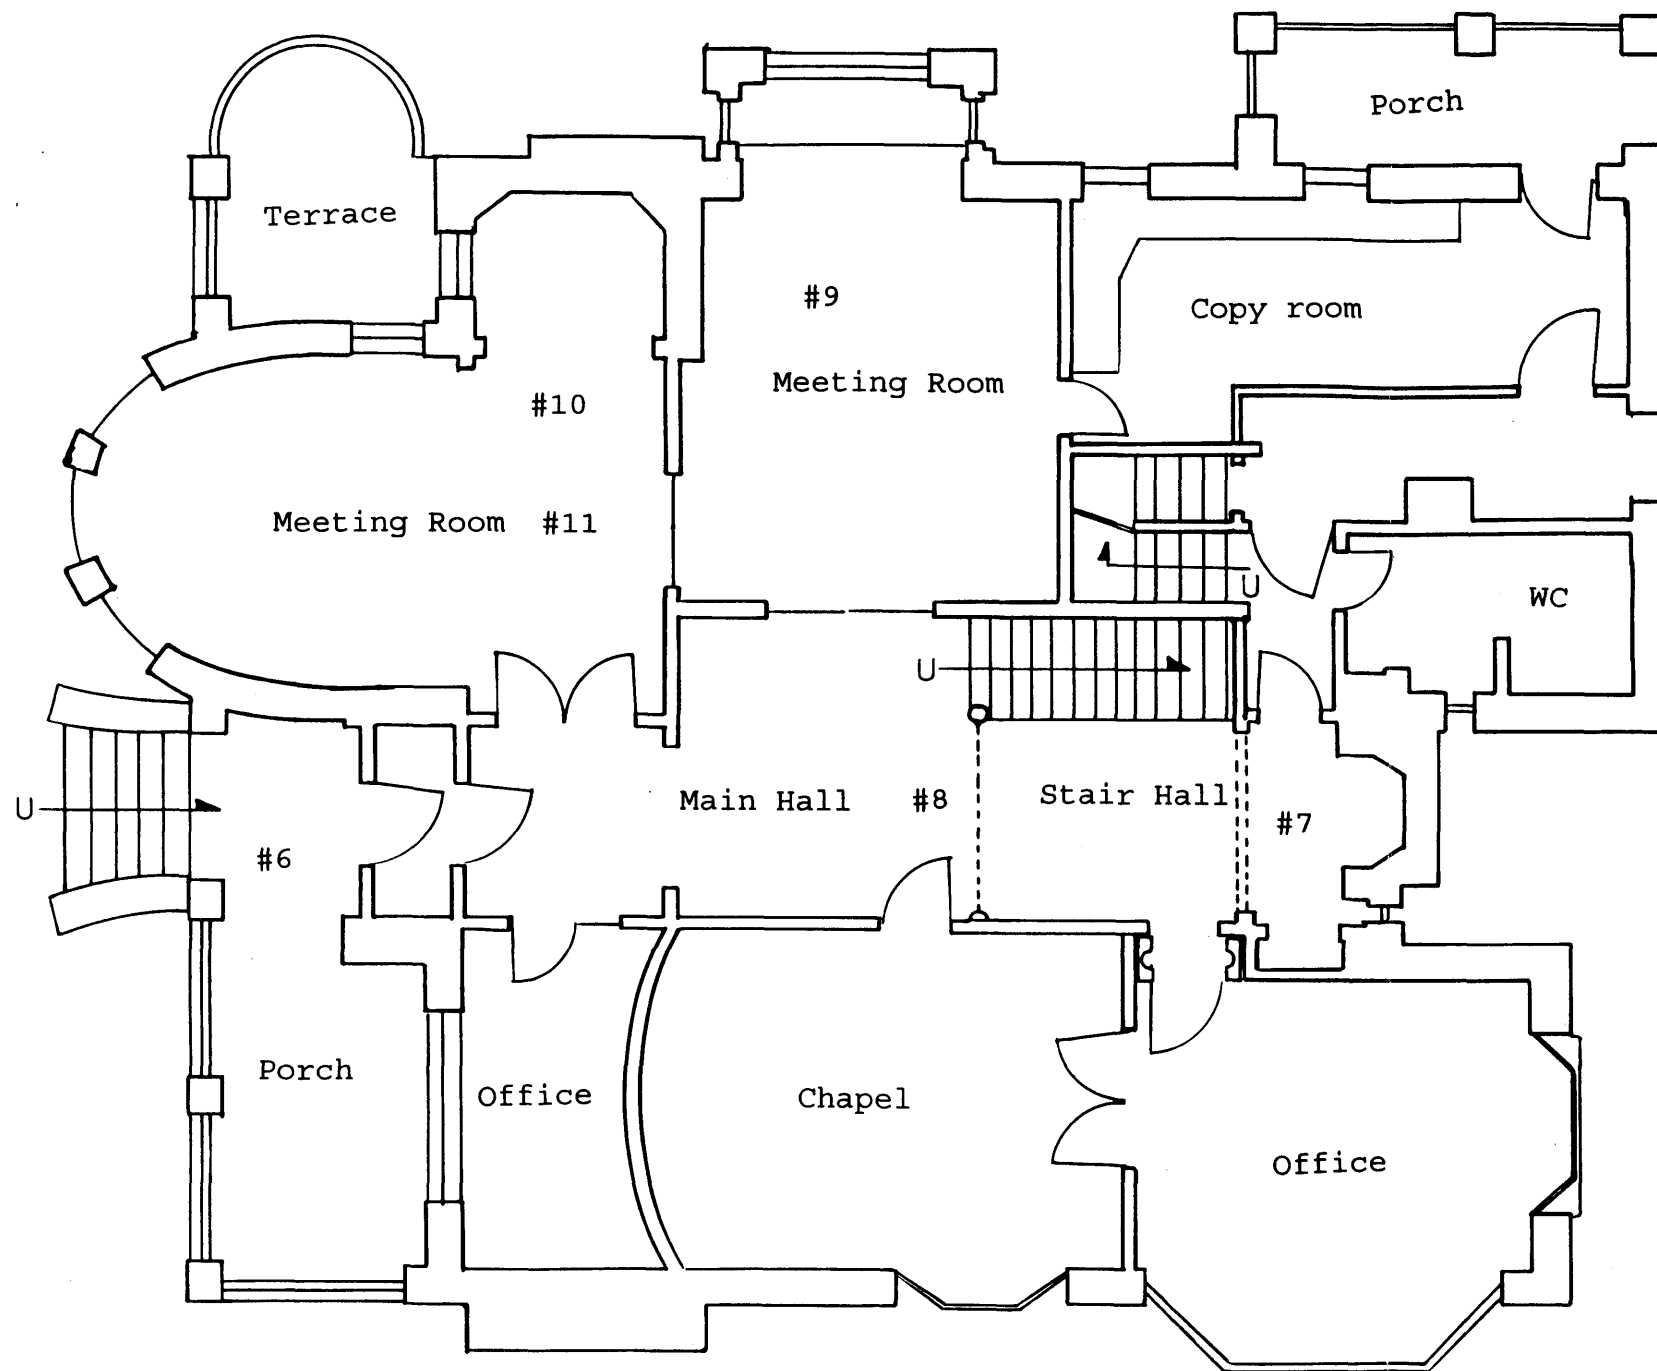 Porch
Terrace
#9
Copy room
Meeting Room
#10
Meeting Room #11
U
WC
U
U
Main Hall
#8
Stair Hall
#7
#6
Porch
Office
Chapel
Office